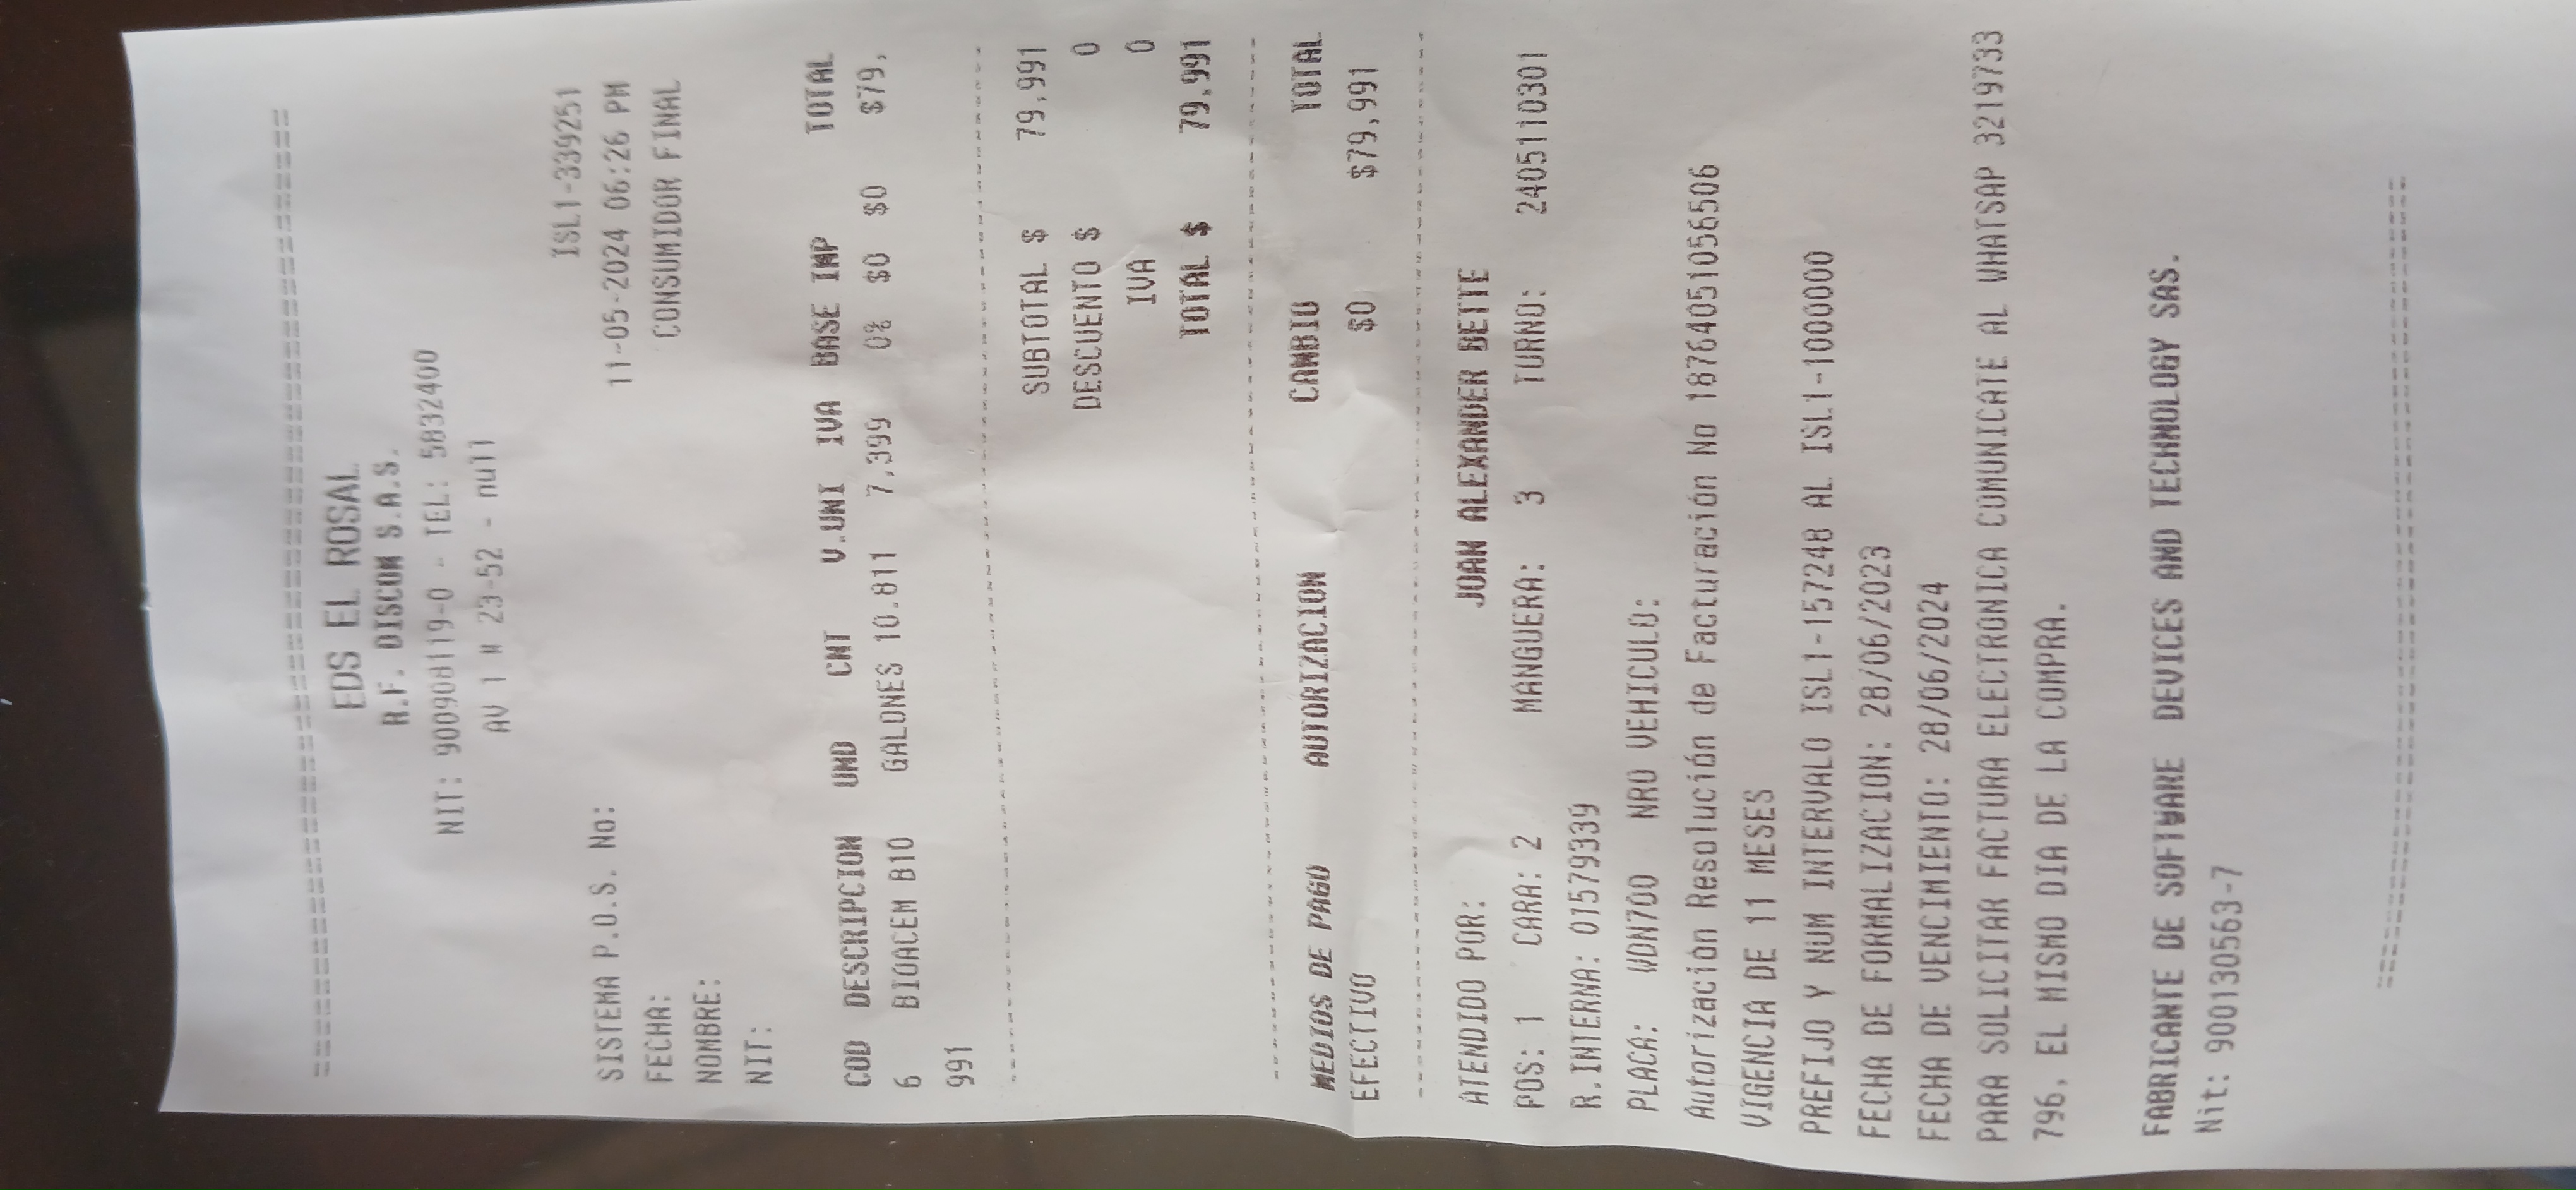 EDS EL ROSAL
R.F. DISCOM S.A.S.
NIT: 900908119-0 - TEL: 5832400
AV 1 N 23-52 - null
SISTEMA P.O.S. No: ISL1-339251
FECHA: 11-05-2024 06:26 PM
NOMBRE: CONSUMIDOR FINAL
NIT:
COD DESCRIPCION UND CNT V.UNI IVA BASE IMP TOTAL
6 BIOACEM B10 GALONES 10.811 7,399 0% $0 $0 $79,
991
SUBTOTAL $ 79,991
DESCUENTO $ 0
IVA 0
TOTAL $ 79,991
MEDIOS DE PAGO AUTORIZACION CAMBIO TOTAL
EFECTIVO $0 $79,991
ATENDIDO POR: JOAN ALEXANDER BEITE
POS: 1 CARA: 2 MANGUERA: 3 TURNO: 2405110301
R.INTERNA: 01579339
PLACA: WDN700 NRO VEHICULO:
Autorización Resolución de Facturación No 18764051056506
VIGENCIA DE 11 MESES
PREFIJO Y NUM INTERVALO ISL1-157248 AL ISL1-1000000
FECHA DE FORMALIZACION: 28/06/2023
FECHA DE VENCIMIENTO: 28/06/2024
PARA SOLICITAR FACTURA ELECTRONICA COMUNICATE AL WHATSAP 3219733
796. EL MISMO DIA DE LA COMPRA.
FABRICANTE DE SOFTWARE DEVICES AND TECHNOLOGY SAS.
Nit: 900130563-7